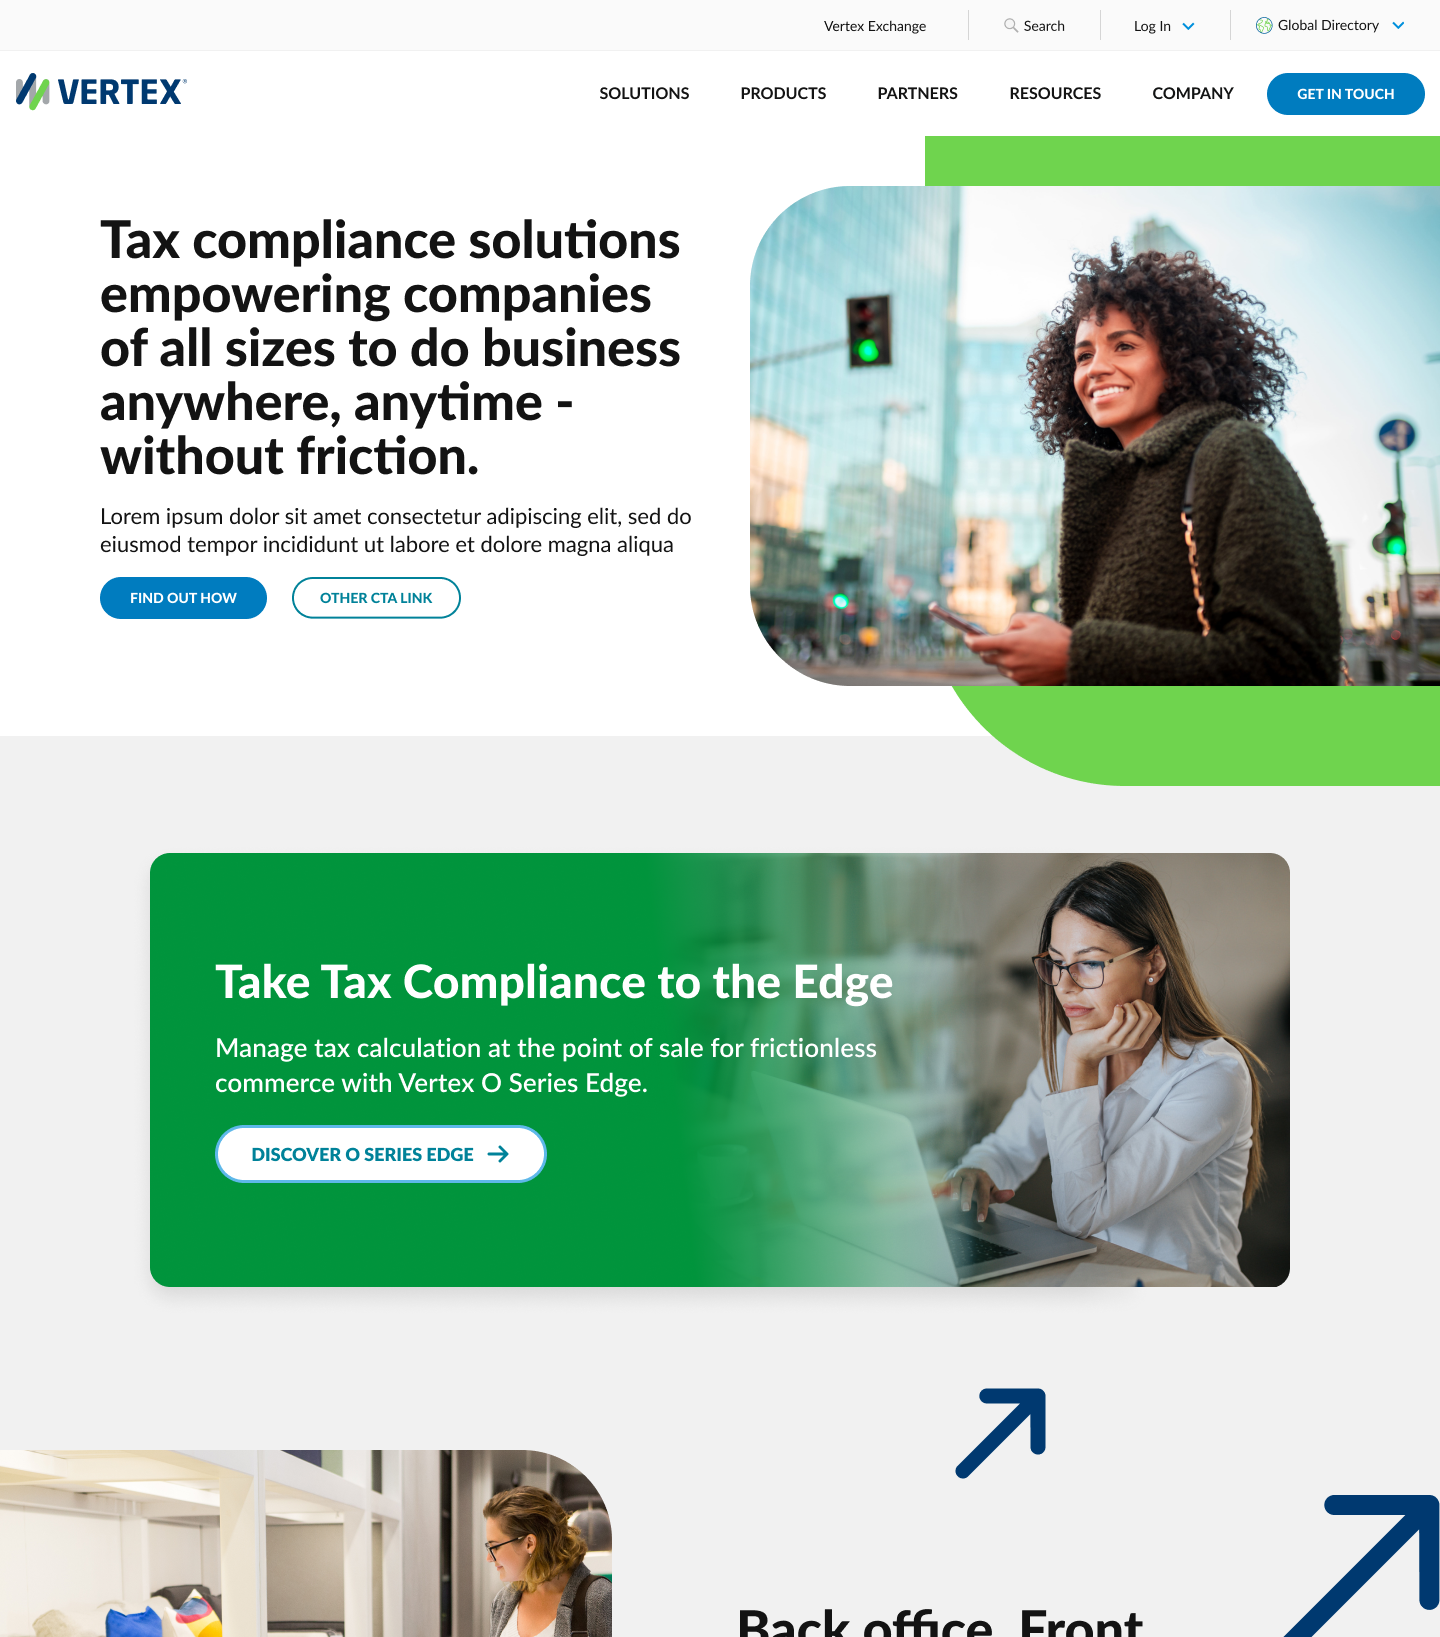 Vertex Exchange
Search
Log In
Global Directory
VERTEX®
SOLUTIONS
PRODUCTS
PARTNERS
RESOURCES
COMPANY
GET IN TOUCH
Tax compliance solutions
empowering companies
of all sizes to do business
anywhere, anytime -
without friction.
Lorem ipsum dolor sit amet consectetur adipiscing elit, sed do
eiusmod tempor incididunt ut labore et dolore magna aliqua
FIND OUT HOW
OTHER CTA LINK
Take Tax Compliance to the Edge
Manage tax calculation at the point of sale for frictionless
commerce with Vertex O Series Edge.
DISCOVER O SERIES EDGE
Back office. Front